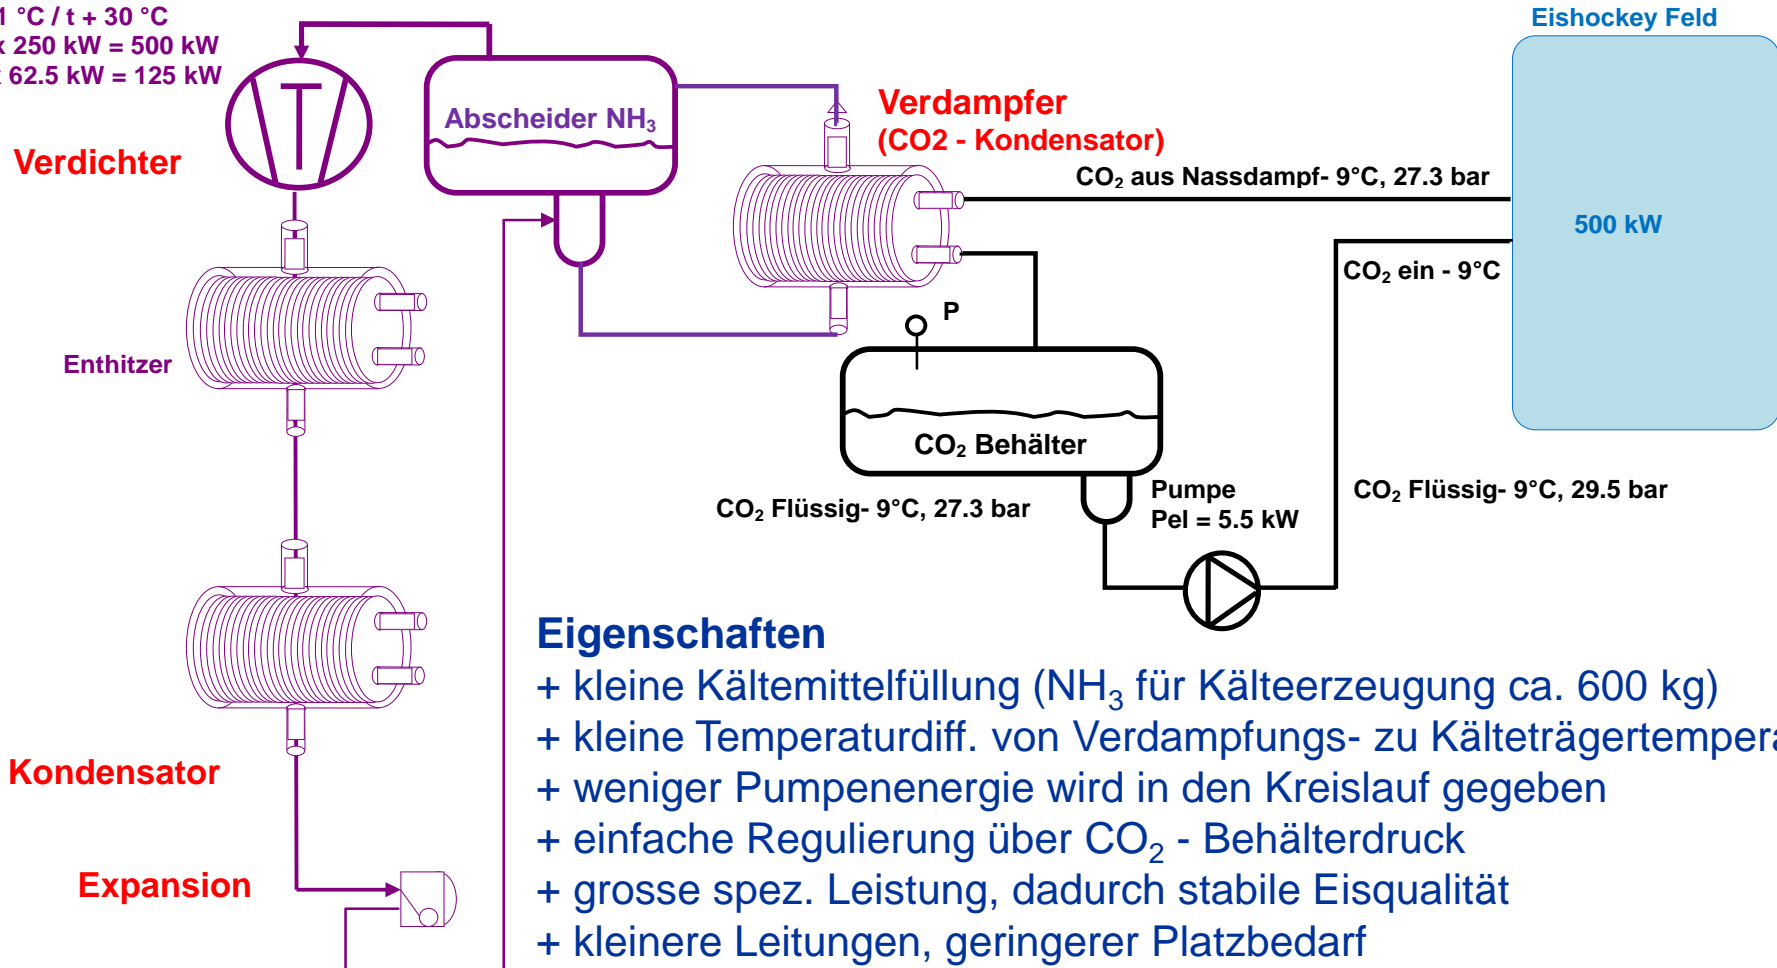 1 °C / t + 30 °C
x 250 kW = 500 kW
x 62.5 kW = 125 kW
Eishockey Feld
Abscheider NH₃
Verdampfer
(CO2 - Kondensator)
Verdichter
CO₂ aus Nassdampf- 9°C, 27.3 bar
500 kW
CO₂ ein - 9°C
P
Enthitzer
CO₂ Behälter
CO₂ Flüssig- 9°C, 27.3 bar
Pumpe
Pel = 5.5 kW
CO₂ Flüssig- 9°C, 29.5 bar
Eigenschaften
+ kleine Kältemittelfüllung (NH₃ für Kälteerzeugung ca. 600 kg)
+ kleine Temperaturdiff. von Verdampfungs- zu Kälteträgertempera
+ weniger Pumpenenergie wird in den Kreislauf gegeben
+ einfache Regulierung über CO₂ - Behälterdruck
+ grosse spez. Leistung, dadurch stabile Eisqualität
+ kleinere Leitungen, geringerer Platzbedarf
Kondensator
Expansion